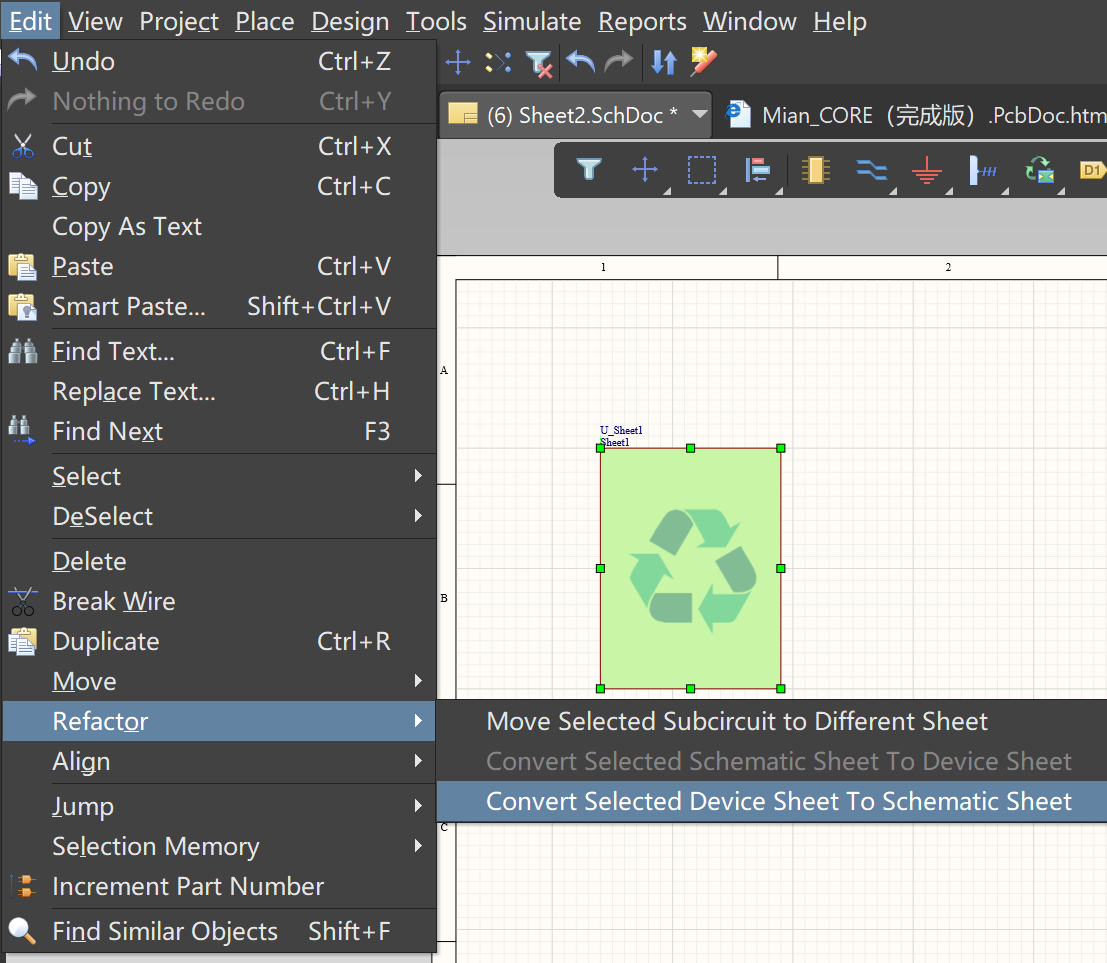 Edit View Project Place Design Tools Simulate Reports Window Help
Undo Ctrl+Z
Nothing to Redo Ctrl+Y
(6) Sheet2.SchDoc * Mian_CORE（完成版）.PcbDoc.htm
Cut Ctrl+X
D1
Copy Ctrl+C
Copy As Text
Paste Ctrl+V
1 2
Smart Paste... Shift+Ctrl+V
Find Text... Ctrl+F
A
Replace Text... Ctrl+H
Find Next F3
U_Sheet1
Sheet1
Select
DeSelect
Delete
Break Wire
B
Duplicate Ctrl+R
Move
Refactor
Move Selected Subcircuit to Different Sheet
Align
Convert Selected Schematic Sheet To Device Sheet
Jump
Convert Selected Device Sheet To Schematic Sheet
C
Selection Memory
Increment Part Number
Find Similar Objects Shift+F